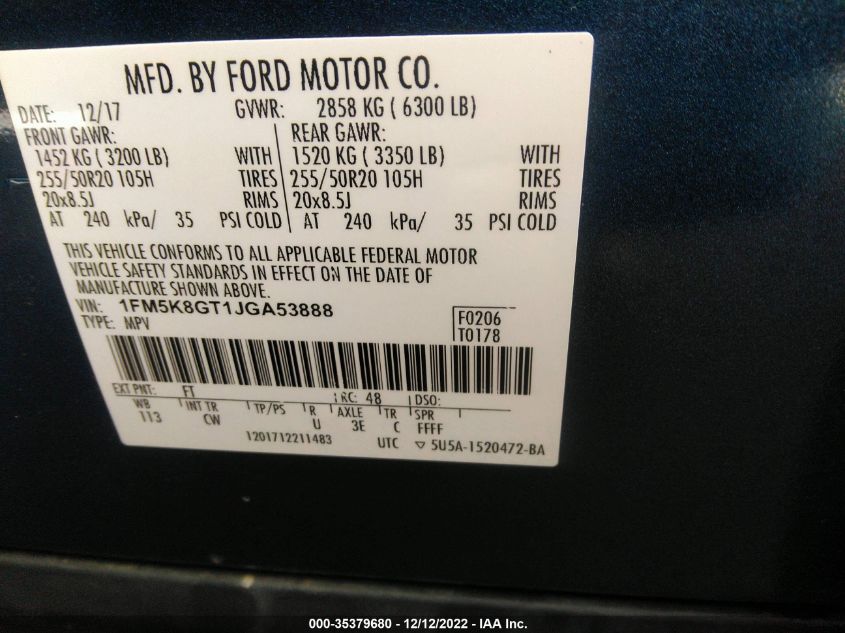 MFD. BY FORD MOTOR CO.
DATE: 12/17 GVWR: 2858 KG ( 6300 LB)
FRONT GAWR: REAR GAWR:
1452 KG ( 3200 LB) WITH 1520 KG ( 3350 LB) WITH
255/50R20 105H TIRES 255/50R20 105H TIRES
20x8.5J RIMS 20x8.5J RIMS
AT 240 kPa/ 35 PSI COLD AT 240 kPa/ 35 PSI COLD
THIS VEHICLE CONFORMS TO ALL APPLICABLE FEDERAL MOTOR
VEHICLE SAFETY STANDARDS IN EFFECT ON THE DATE OF
MANUFACTURE SHOWN ABOVE.
VIN: 1FM5K8GT1JGA53888
TYPE: MPV
F0206
T0178
EXT PNT: FT RC: 48 DSO:
WB INT TR TP/PS R AXLE TR SPR
113 CW U 3E C FFFF
1201712211483 UTC ▽ 5U5A-1520472-BA
000-35379680 - 12/12/2022 - IAA Inc.